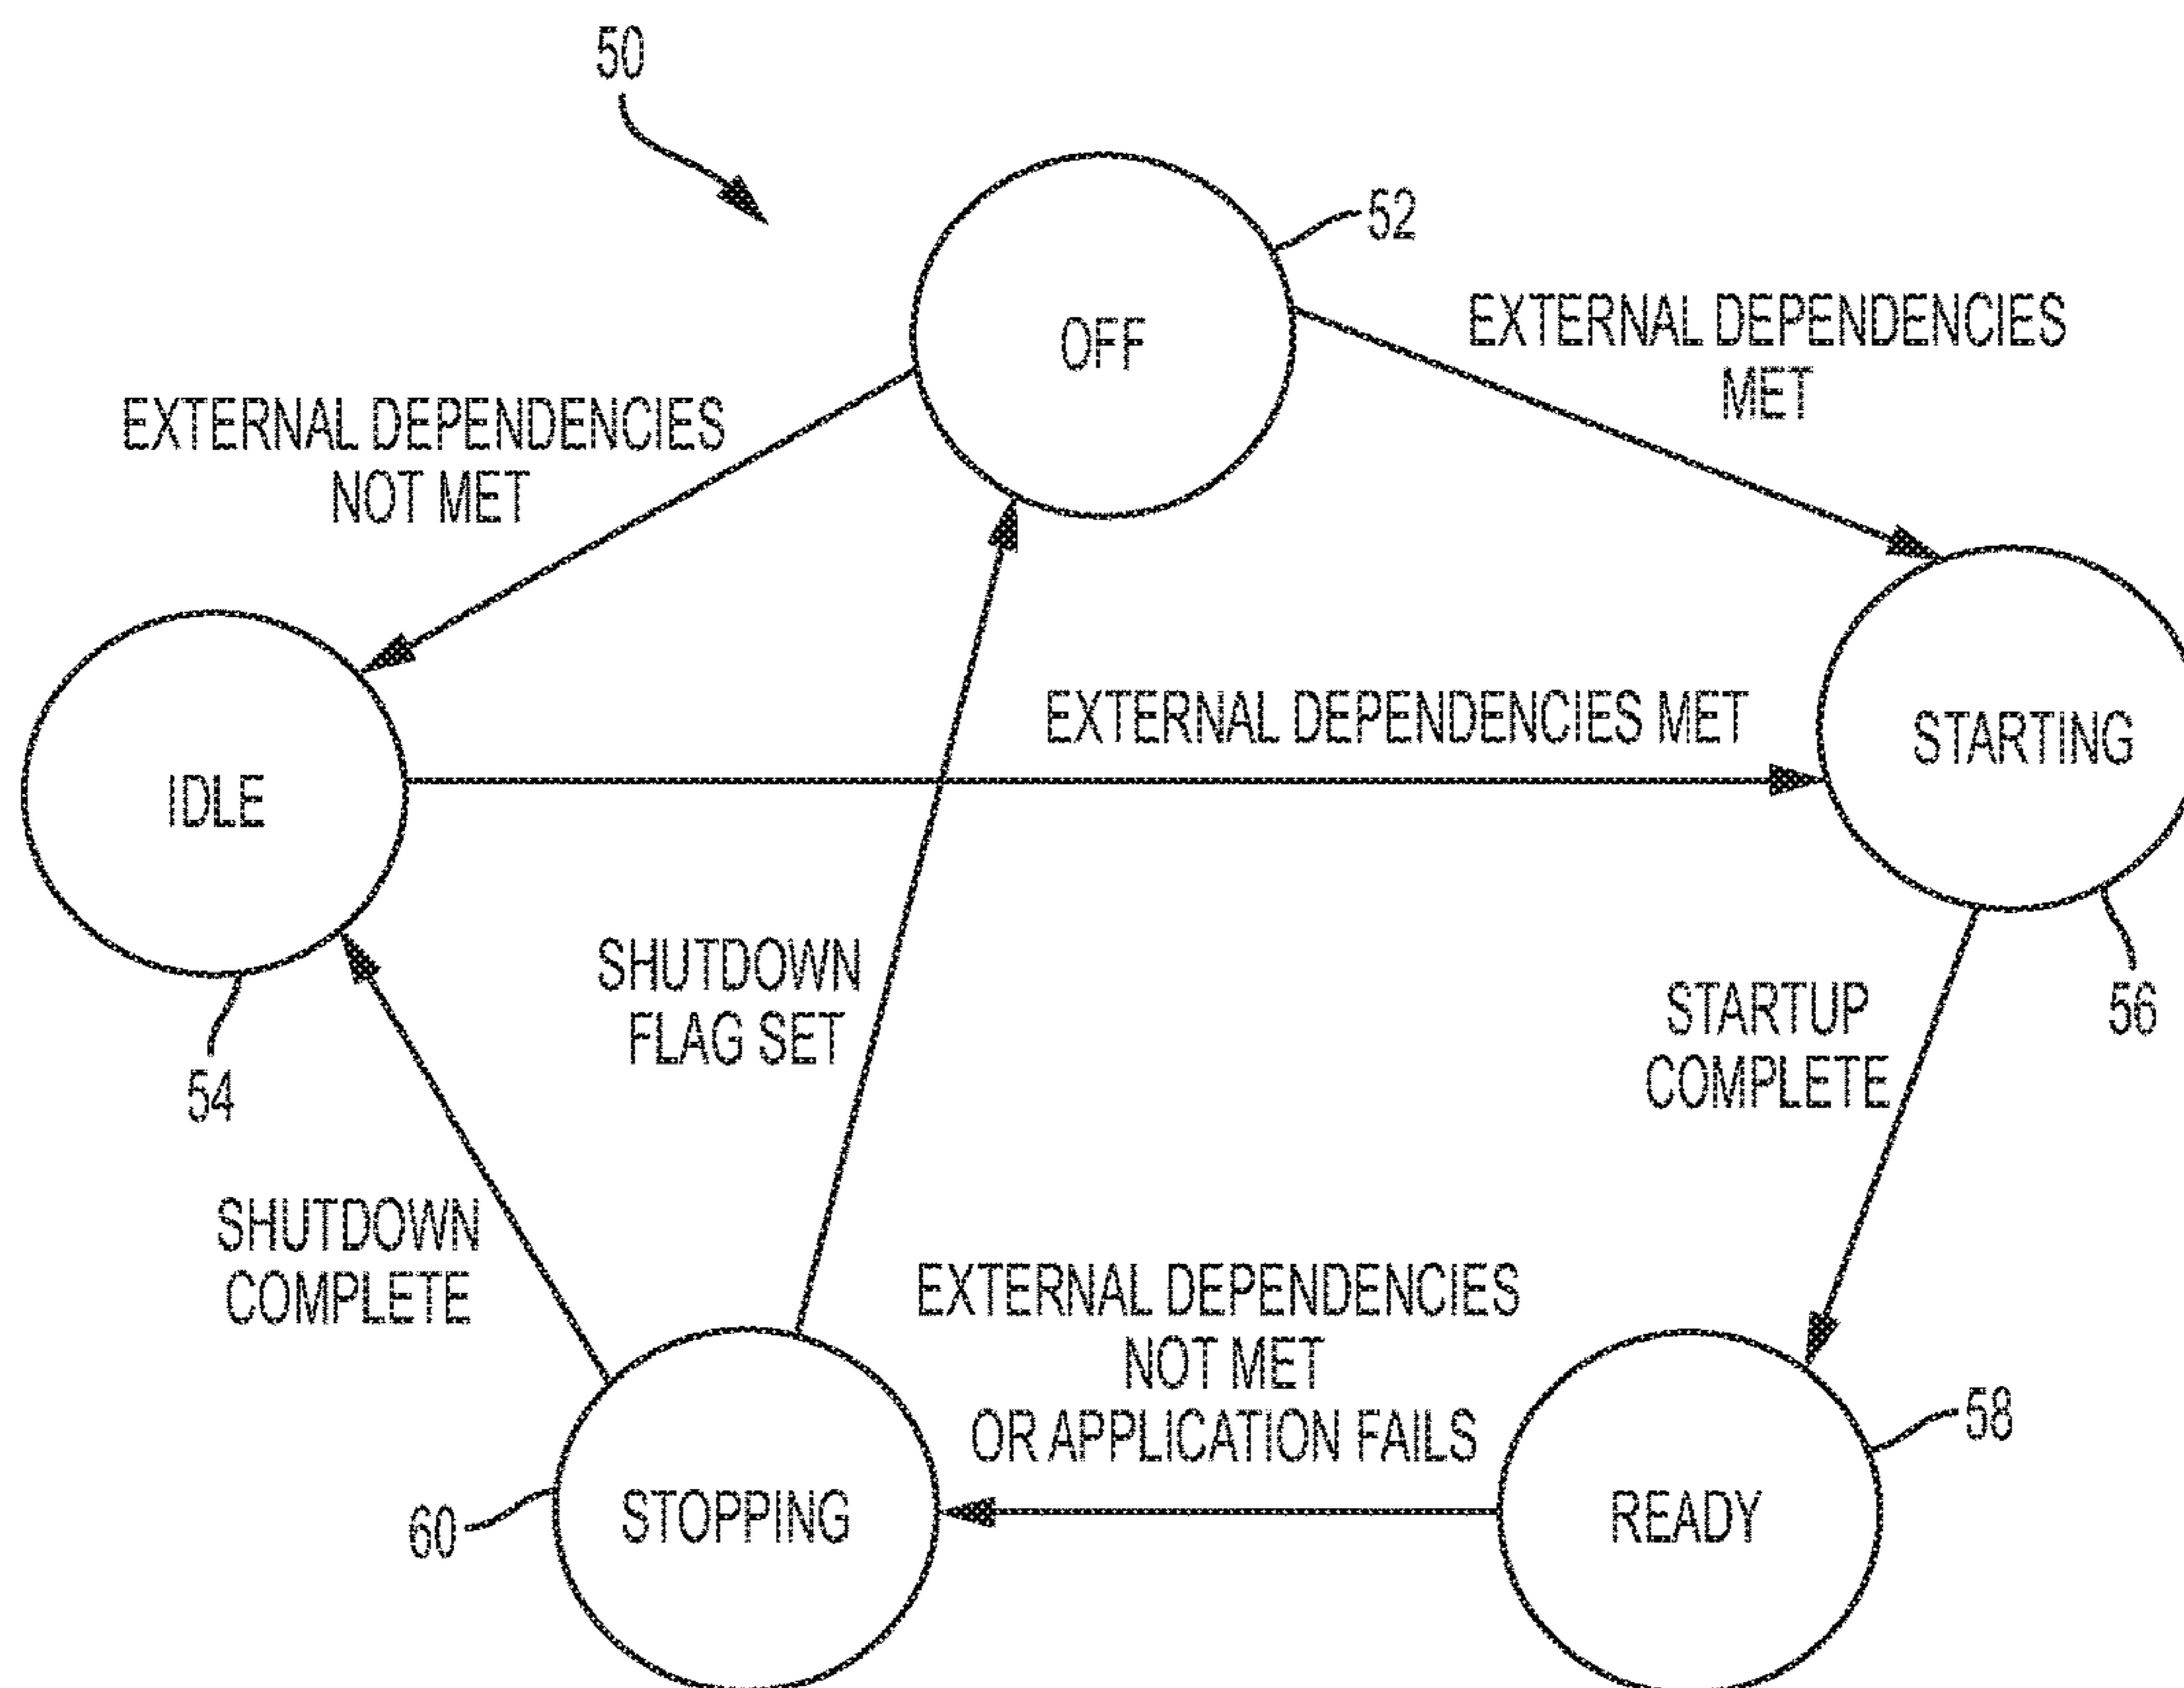 50
52
OFF
EXTERNAL DEPENDENCIES
MET
EXTERNAL DEPENDENCIES
NOT MET
EXTERNAL DEPENDENCIES MET
STARTING
IDLE
SHUTDOWN
FLAG SET
STARTUP
COMPLETE
56
54
SHUTDOWN
COMPLETE
EXTERNAL DEPENDENCIES
NOT MET
OR APPLICATION FAILS
58
60
STOPPING
READY